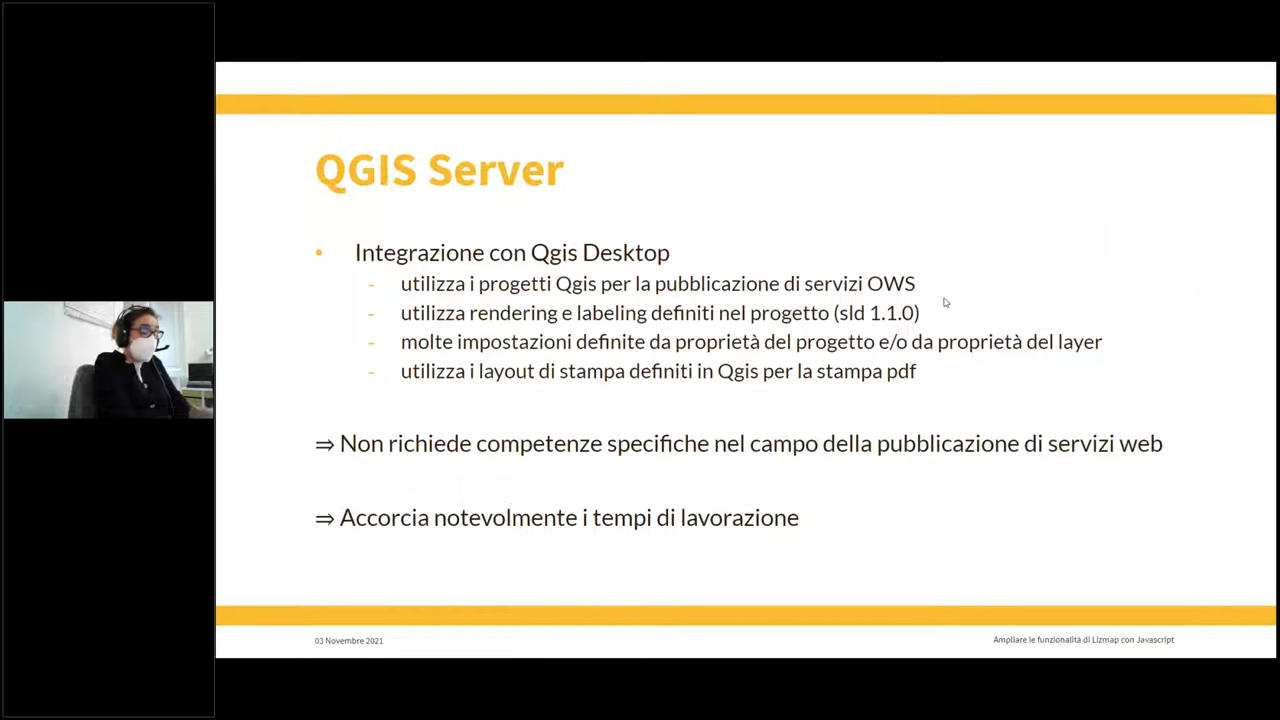 QGIS Server
• Integrazione con Qgis Desktop
- utilizza i progetti Qgis per la pubblicazione di servizi OWS
- utilizza rendering e labeling definiti nel progetto (sld 1.1.0)
- molte impostazioni definite da proprietà del progetto e/o da proprietà del layer
- utilizza i layout di stampa definiti in Qgis per la stampa pdf
⇒ Non richiede competenze specifiche nel campo della pubblicazione di servizi web
⇒ Accorcia notevolmente i tempi di lavorazione
03 Novembre 2021
Ampliare le funzionalità di Lizmap con Javascript